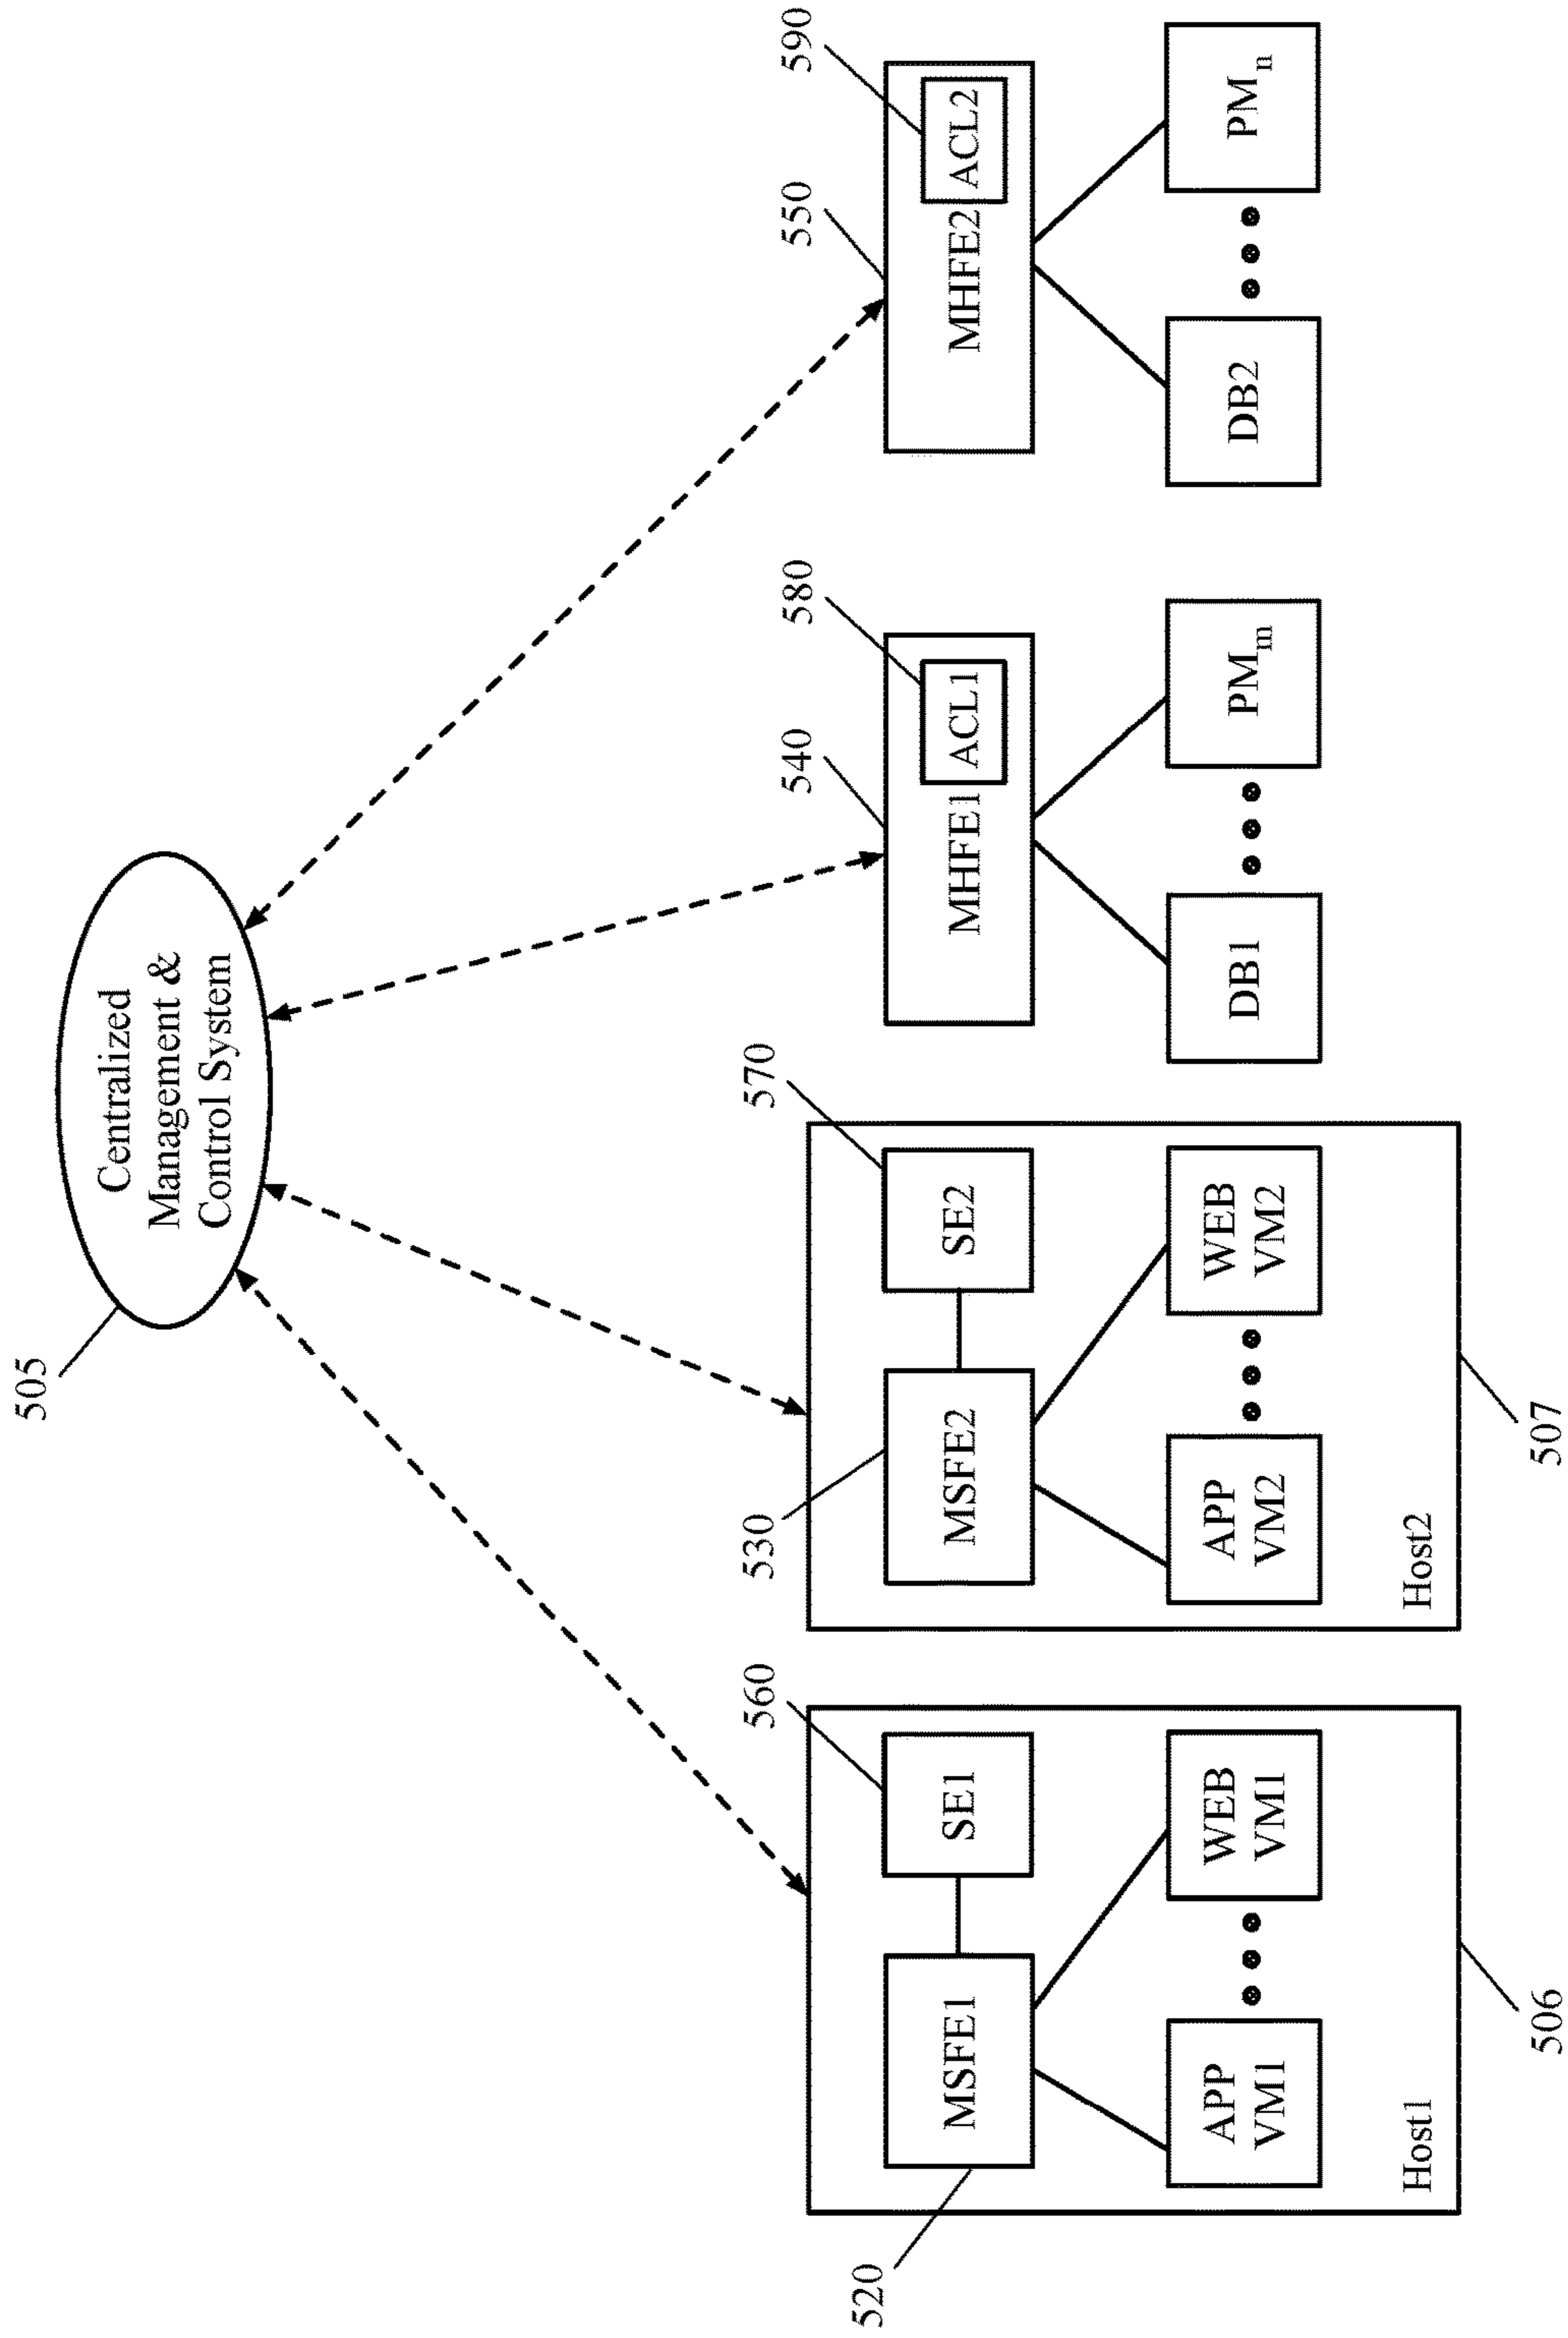 505
Centralized
Management &
Control System
520
560
530
570
540
580
550
590
MSFE1
SE1
MSFE2
SE2
MHFE1
ACL1
MHFE2
ACL2
APP
VM1
WEB
VM1
APP
VM2
WEB
VM2
DB1
PMm
DB2
PMn
Host1
Host2
506
507